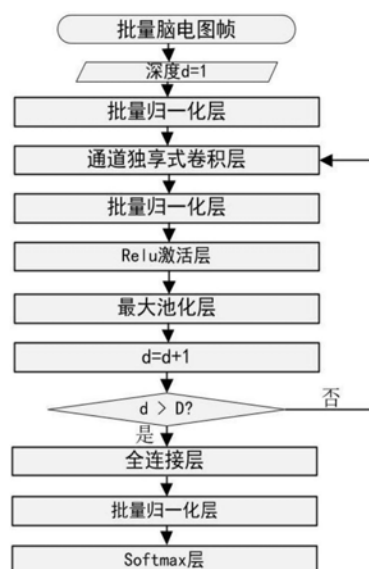 批量脑电图帧
深度d=1
批量归一化层
通道独享式卷积层
批量归一化层
Relu激活层
最大池化层
d=d+1
d > D?
否
是
全连接层
批量归一化层
Softmax层